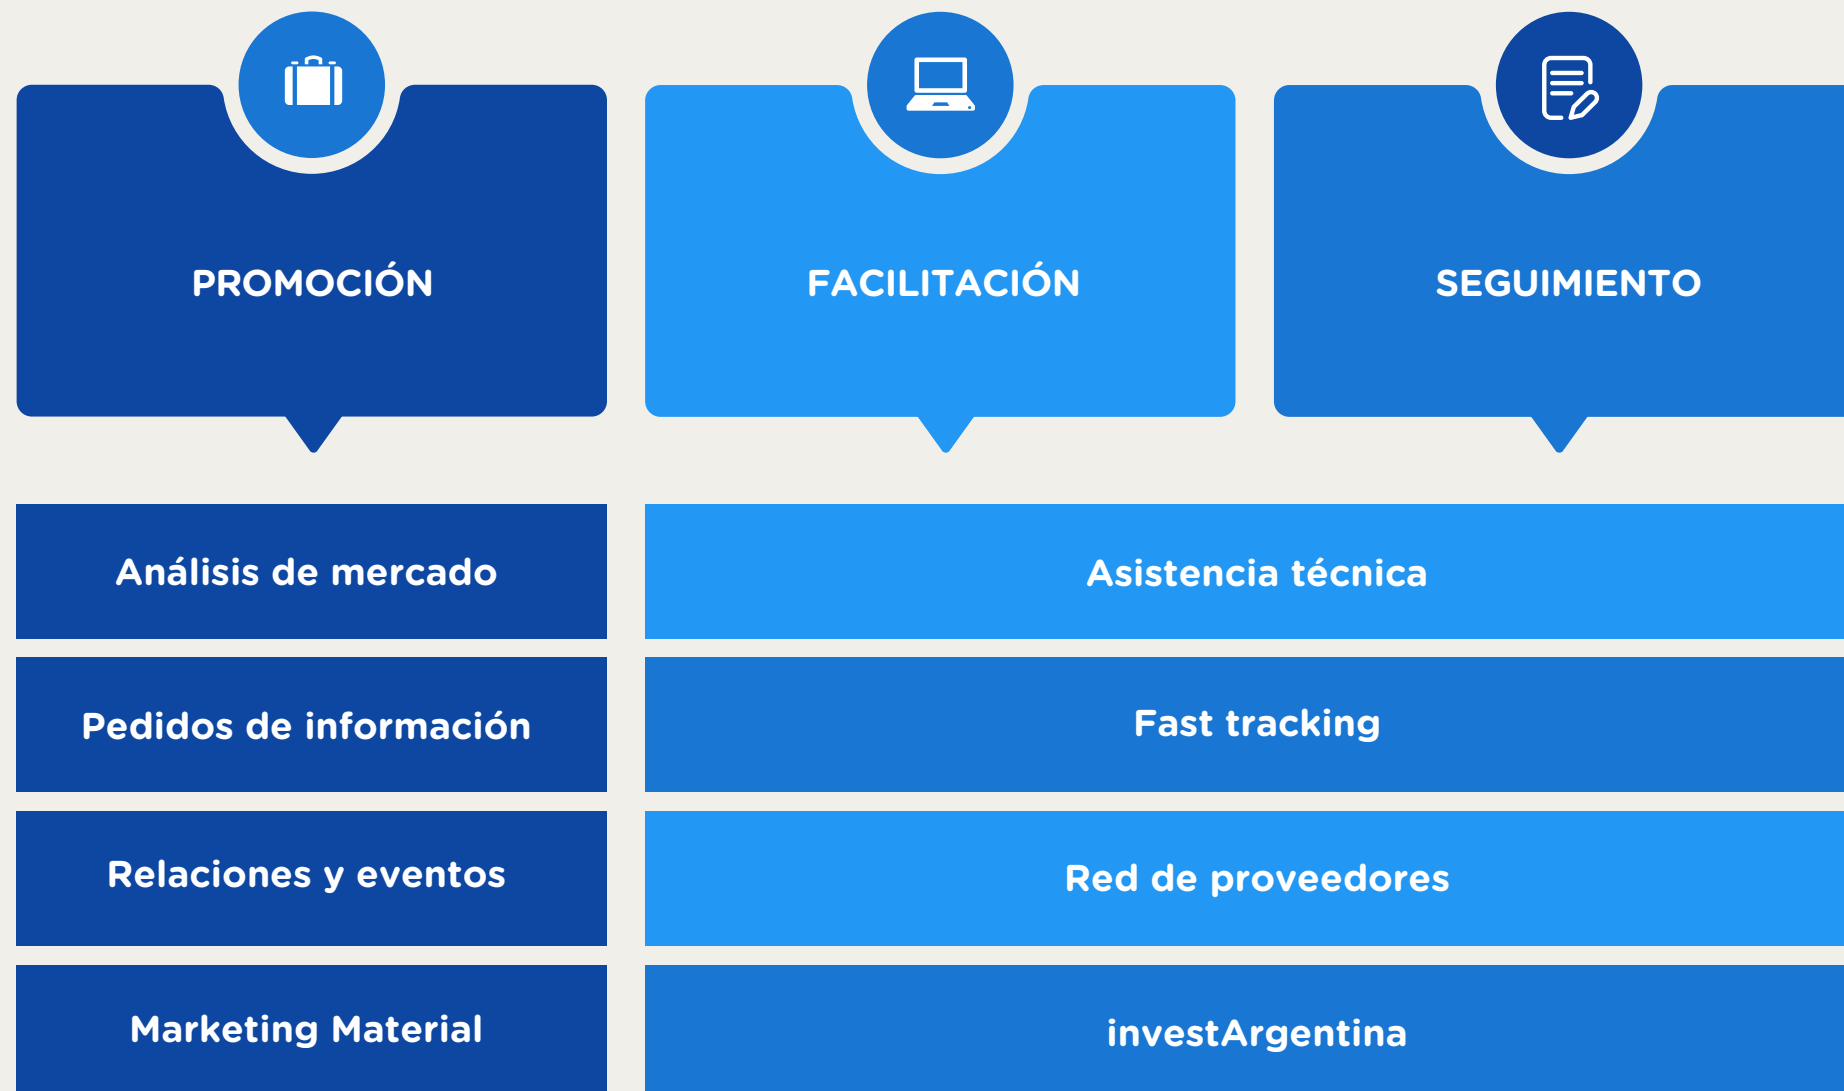 PROMOCIÓN
FACILITACIÓN
SEGUIMIENTO
Análisis de mercado
Asistencia técnica
Pedidos de información
Fast tracking
Relaciones y eventos
Red de proveedores
Marketing Material
investArgentina